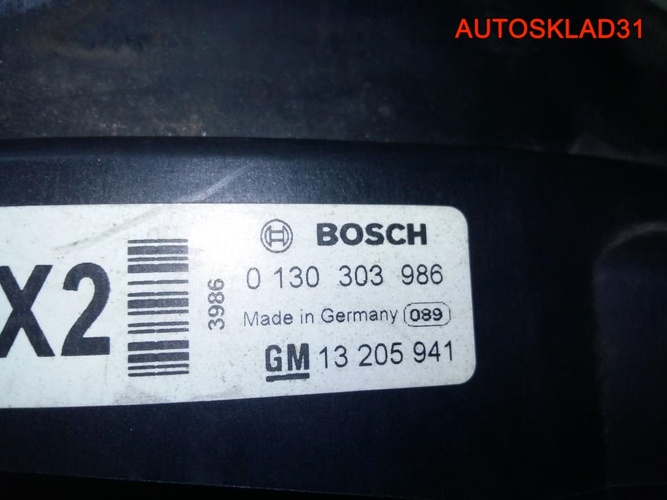 AUTOSKLAD31
X2
3986
BOSCH
0 130 303 986
Made in Germany 089
GM 13 205 941